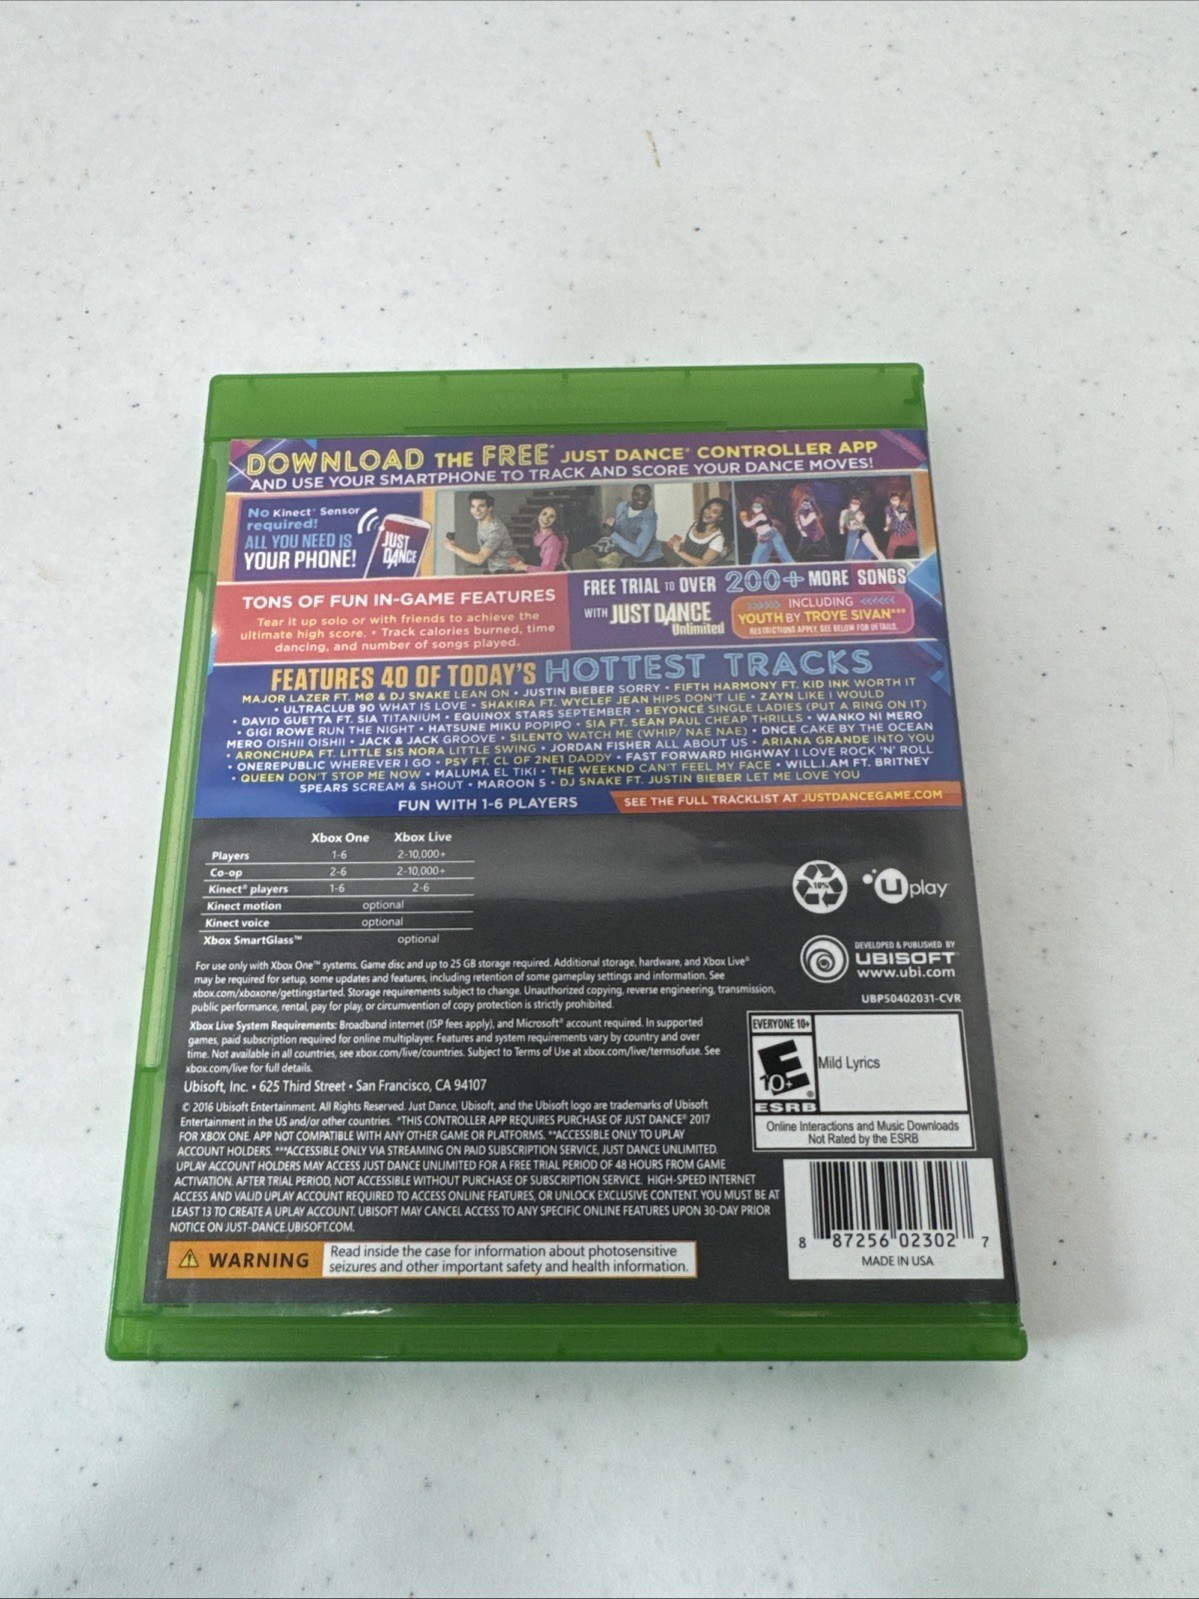 DOWNLOAD THE FREE* JUST DANCE® CONTROLLER APP
AND USE YOUR SMARTPHONE TO TRACK AND SCORE YOUR DANCE MOVES!
No Kinect® Sensor
required!
ALL YOU NEED IS
YOUR PHONE!
JUST
DANCE
TONS OF FUN IN-GAME FEATURES
Tear it up solo or with friends to achieve the
ultimate high score. • Track calories burned, time
dancing, and number of songs played.
FREE TRIAL TO OVER 200+ MORE SONGS
WITH JUST DANCE
Unlimited
INCLUDING
YOUTH BY TROYE SIVAN***
RESTRICTIONS APPLY. SEE BELOW FOR DETAILS.
FEATURES 40 OF TODAY'S HOTTEST TRACKS
MAJOR LAZER FT. MØ & DJ SNAKE LEAN ON • JUSTIN BIEBER SORRY • FIFTH HARMONY FT. KID INK WORTH IT
• ULTRACLUB 90 WHAT IS LOVE • SHAKIRA FT. WYCLEF JEAN HIPS DON'T LIE • ZAYN LIKE I WOULD
• DAVID GUETTA FT. SIA TITANIUM • EQUINOX STARS SEPTEMBER • BEYONCÉ SINGLE LADIES (PUT A RING ON IT)
• GIGI ROWE RUN THE NIGHT • HATSUNE MIKU POPIPO • SIA FT. SEAN PAUL CHEAP THRILLS • WANKO NI MERO
MERO OISHII OISHII • JACK & JACK GROOVE • SILENTO WATCH ME (WHIP/ NAE NAE) • DNCE CAKE BY THE OCEAN
• ARONCHUPA FT. LITTLE SIS NORA LITTLE SWING • JORDAN FISHER ALL ABOUT US • ARIANA GRANDE INTO YOU
• ONEREPUBLIC WHEREVER I GO • PSY FT. CL OF 2NE1 DADDY • FAST FORWARD HIGHWAY I LOVE ROCK 'N' ROLL
• QUEEN DON'T STOP ME NOW • MALUMA EL TIKI • THE WEEKND CAN'T FEEL MY FACE • WILL.I.AM FT. BRITNEY
SPEARS SCREAM & SHOUT • MAROON 5 • DJ SNAKE FT. JUSTIN BIEBER LET ME LOVE YOU
FUN WITH 1-6 PLAYERS
SEE THE FULL TRACKLIST AT JUSTDANCEGAME.COM
Xbox One Xbox Live
Players 1-6 2-10,000+
Co-op 2-6 2-10,000+
Kinect® players 1-6 2-6
Kinect motion optional
Kinect voice optional
Xbox SmartGlass™ optional
10%
Uplay
DEVELOPED & PUBLISHED BY
UBISOFT
www.ubi.com
UBP50402031-CVR
For use only with Xbox One™ systems. Game disc and up to 25 GB storage required. Additional storage, hardware, and Xbox Live®
may be required for setup, some updates and features, including retention of some gameplay settings and information. See
xbox.com/xboxone/gettingstarted. Storage requirements subject to change. Unauthorized copying, reverse engineering, transmission,
public performance, rental, pay for play, or circumvention of copy protection is strictly prohibited.
Xbox Live System Requirements: Broadband internet (ISP fees apply), and Microsoft® account required. In supported
games, paid subscription required for online multiplayer. Features and system requirements vary by country and over
time. Not available in all countries, see xbox.com/live/countries. Subject to Terms of Use at xbox.com/live/termsofuse. See
xbox.com/live for full details.
Ubisoft, Inc. • 625 Third Street • San Francisco, CA 94107
© 2016 Ubisoft Entertainment. All Rights Reserved. Just Dance, Ubisoft, and the Ubisoft logo are trademarks of Ubisoft
Entertainment in the US and/or other countries. *THIS CONTROLLER APP REQUIRES PURCHASE OF JUST DANCE® 2017
FOR XBOX ONE. APP NOT COMPATIBLE WITH ANY OTHER GAME OR PLATFORMS. **ACCESSIBLE ONLY TO UPLAY
ACCOUNT HOLDERS. ***ACCESSIBLE ONLY VIA STREAMING ON PAID SUBSCRIPTION SERVICE, JUST DANCE UNLIMITED.
UPLAY ACCOUNT HOLDERS MAY ACCESS JUST DANCE UNLIMITED FOR A FREE TRIAL PERIOD OF 48 HOURS FROM GAME
ACTIVATION. AFTER TRIAL PERIOD, NOT ACCESSIBLE WITHOUT PURCHASE OF SUBSCRIPTION SERVICE. HIGH-SPEED INTERNET
ACCESS AND VALID UPLAY ACCOUNT REQUIRED TO ACCESS ONLINE FEATURES, OR UNLOCK EXCLUSIVE CONTENT. YOU MUST BE AT
LEAST 13 TO CREATE A UPLAY ACCOUNT. UBISOFT MAY CANCEL ACCESS TO ANY SPECIFIC ONLINE FEATURES UPON 30-DAY PRIOR
NOTICE ON JUST-DANCE.UBISOFT.COM.
EVERYONE 10+
E
10+
®
ESRB
Mild Lyrics
Online Interactions and Music Downloads
Not Rated by the ESRB
8 87256 02302 7
MADE IN USA
WARNING
Read inside the case for information about photosensitive
seizures and other important safety and health information.